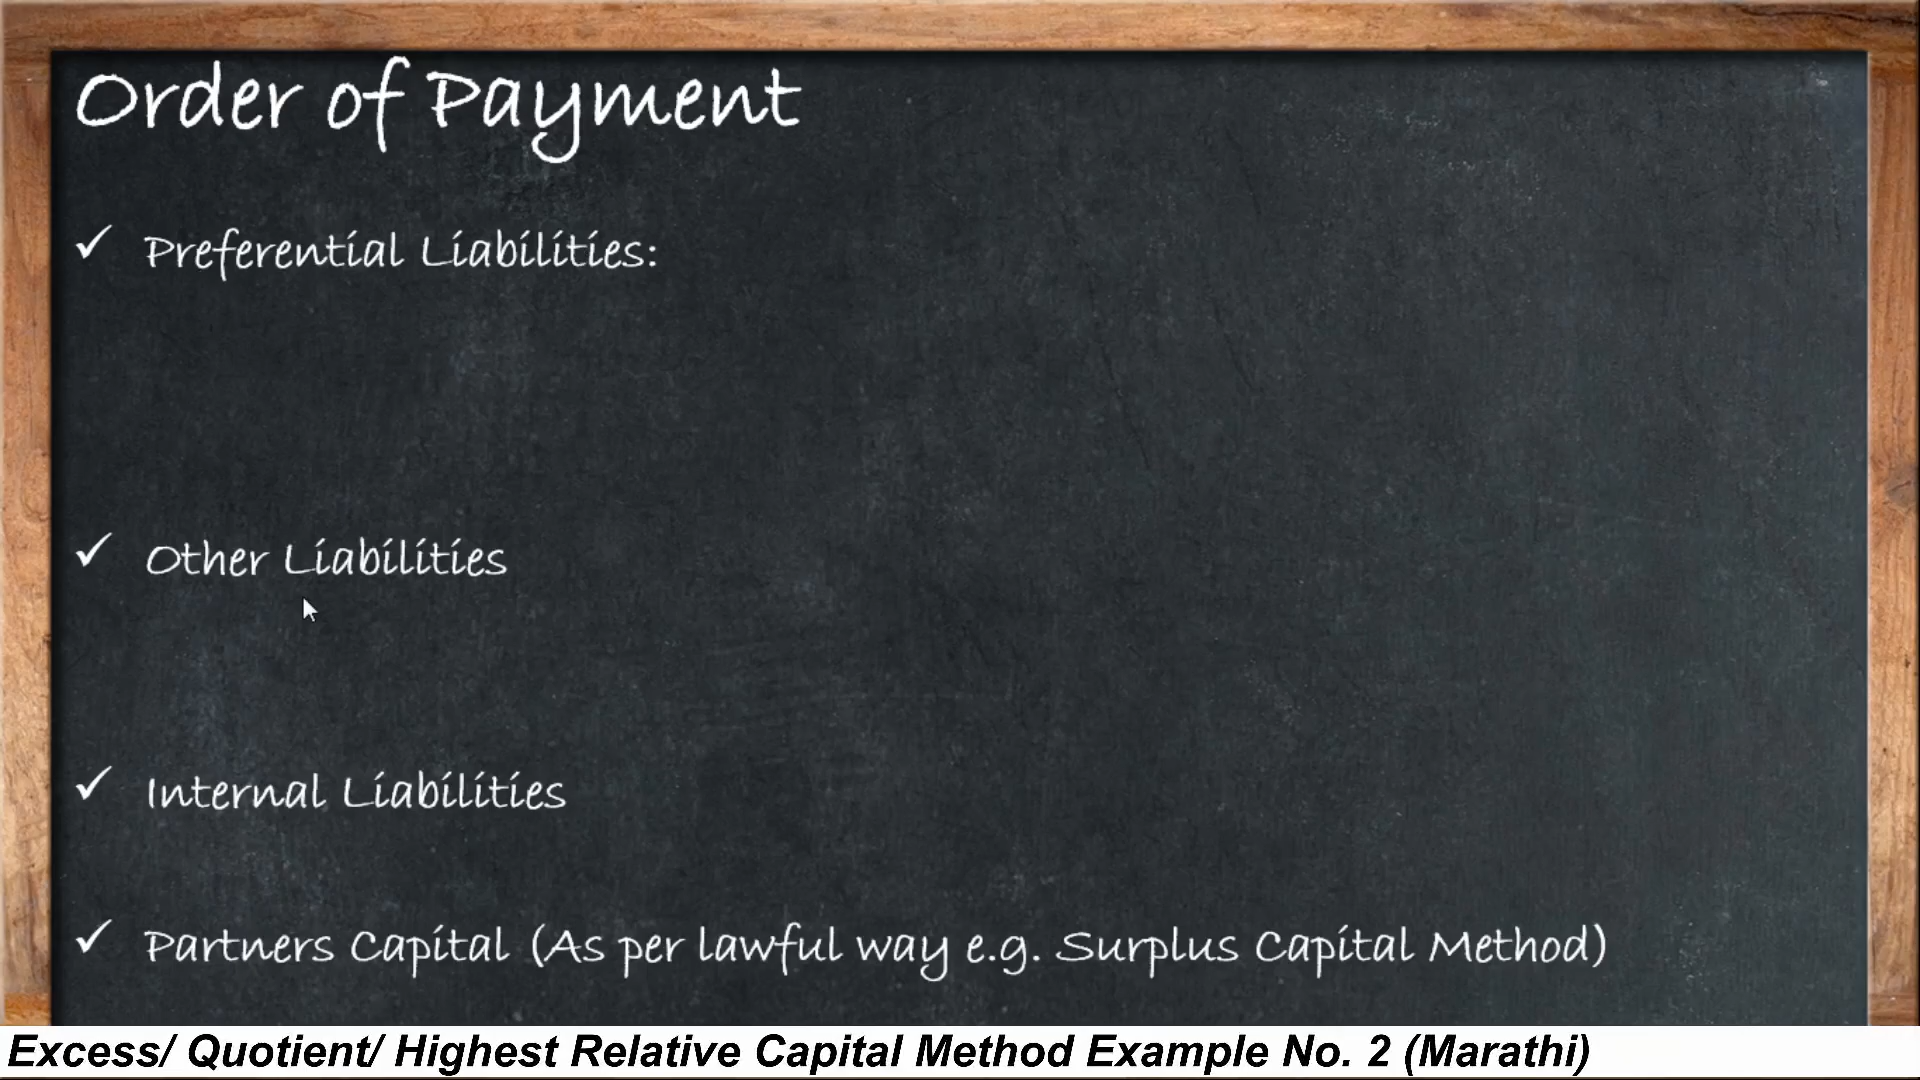 Order of Payment
✓ Preferential Liabilities:
✓ Other Liabilities
✓ Internal Liabilities
✓ Partners Capital (As per lawful way e.g. Surplus Capital Method)
Excess/ Quotient/ Highest Relative Capital Method Example No. 2 (Marathi)